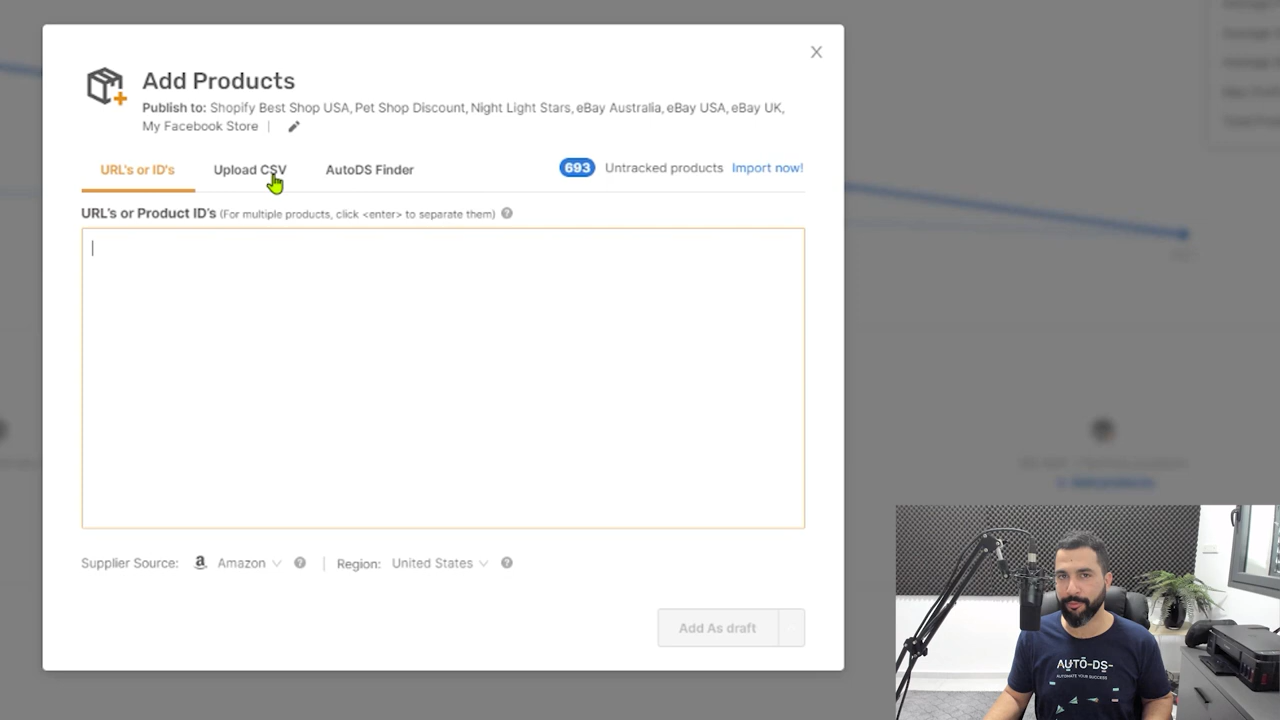 Add Products
Publish to: Shopify Best Shop USA, Pet Shop Discount, Night Light Stars, eBay Australia, eBay USA, eBay UK,
My Facebook Store |
URL's or ID's Upload CSV AutoDS Finder 693 Untracked products Import now!
URL's or Product ID's (For multiple products, click <enter> to separate them) ?
Supplier Source: a Amazon ? | Region: United States ?
Add As draft
AUTO-DS-
AUTOMATE YOUR SUCCESS